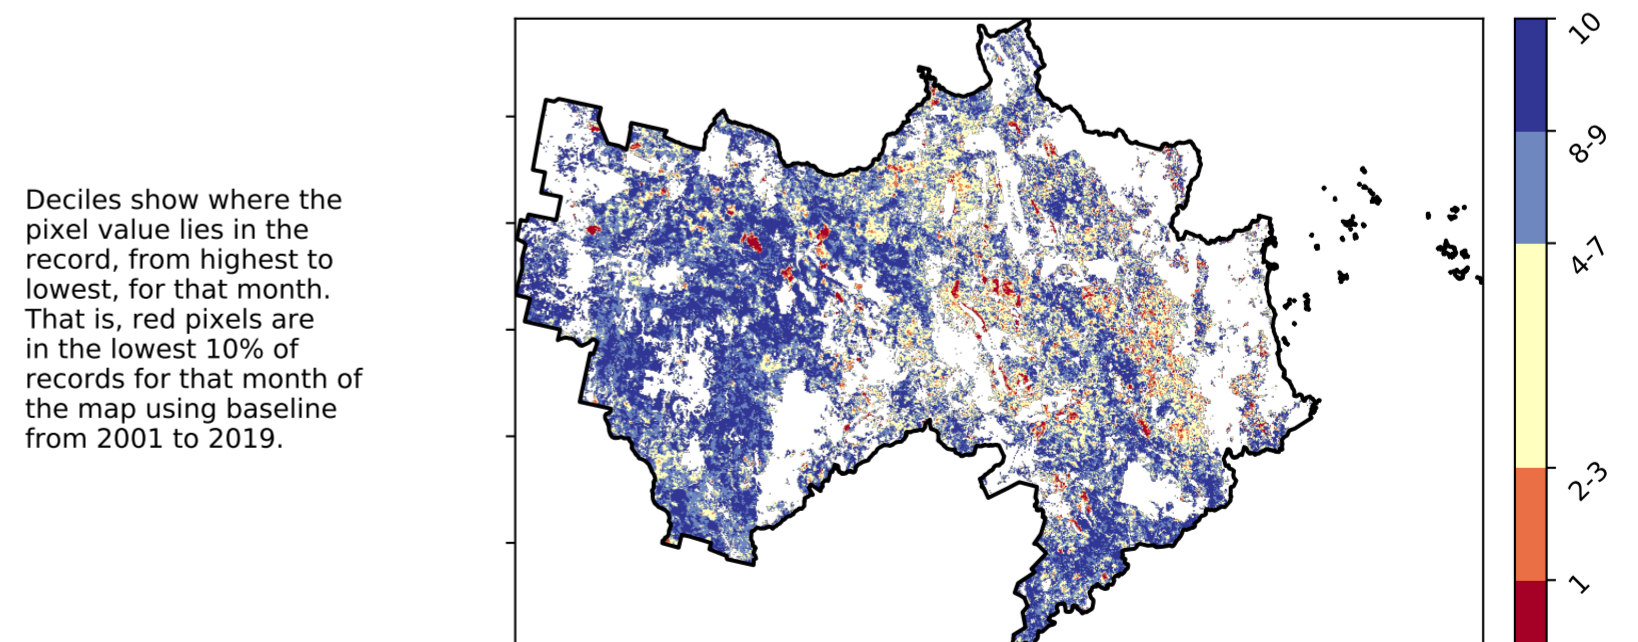 Deciles show where the
pixel value lies in the
record, from highest to
lowest, for that month.
That is, red pixels are
in the lowest 10% of
records for that month of
the map using baseline
from 2001 to 2019.
10
8-9
4-7
2-3
1